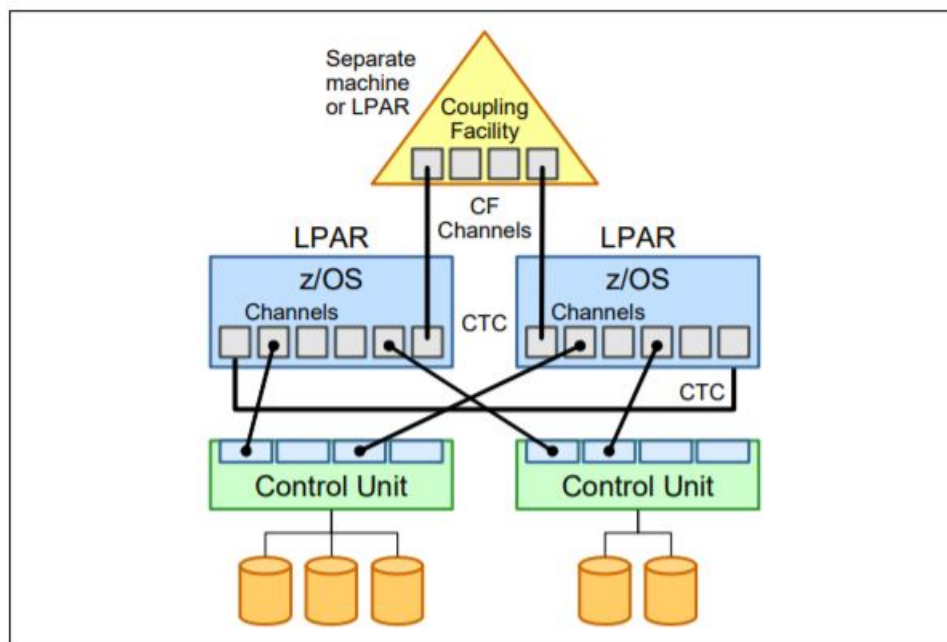 Separate
machine
or LPAR
Coupling
Facility
CF
Channels
LPAR
LPAR
z/OS
z/OS
Channels
CTC
Channels
CTC
Control Unit
Control Unit